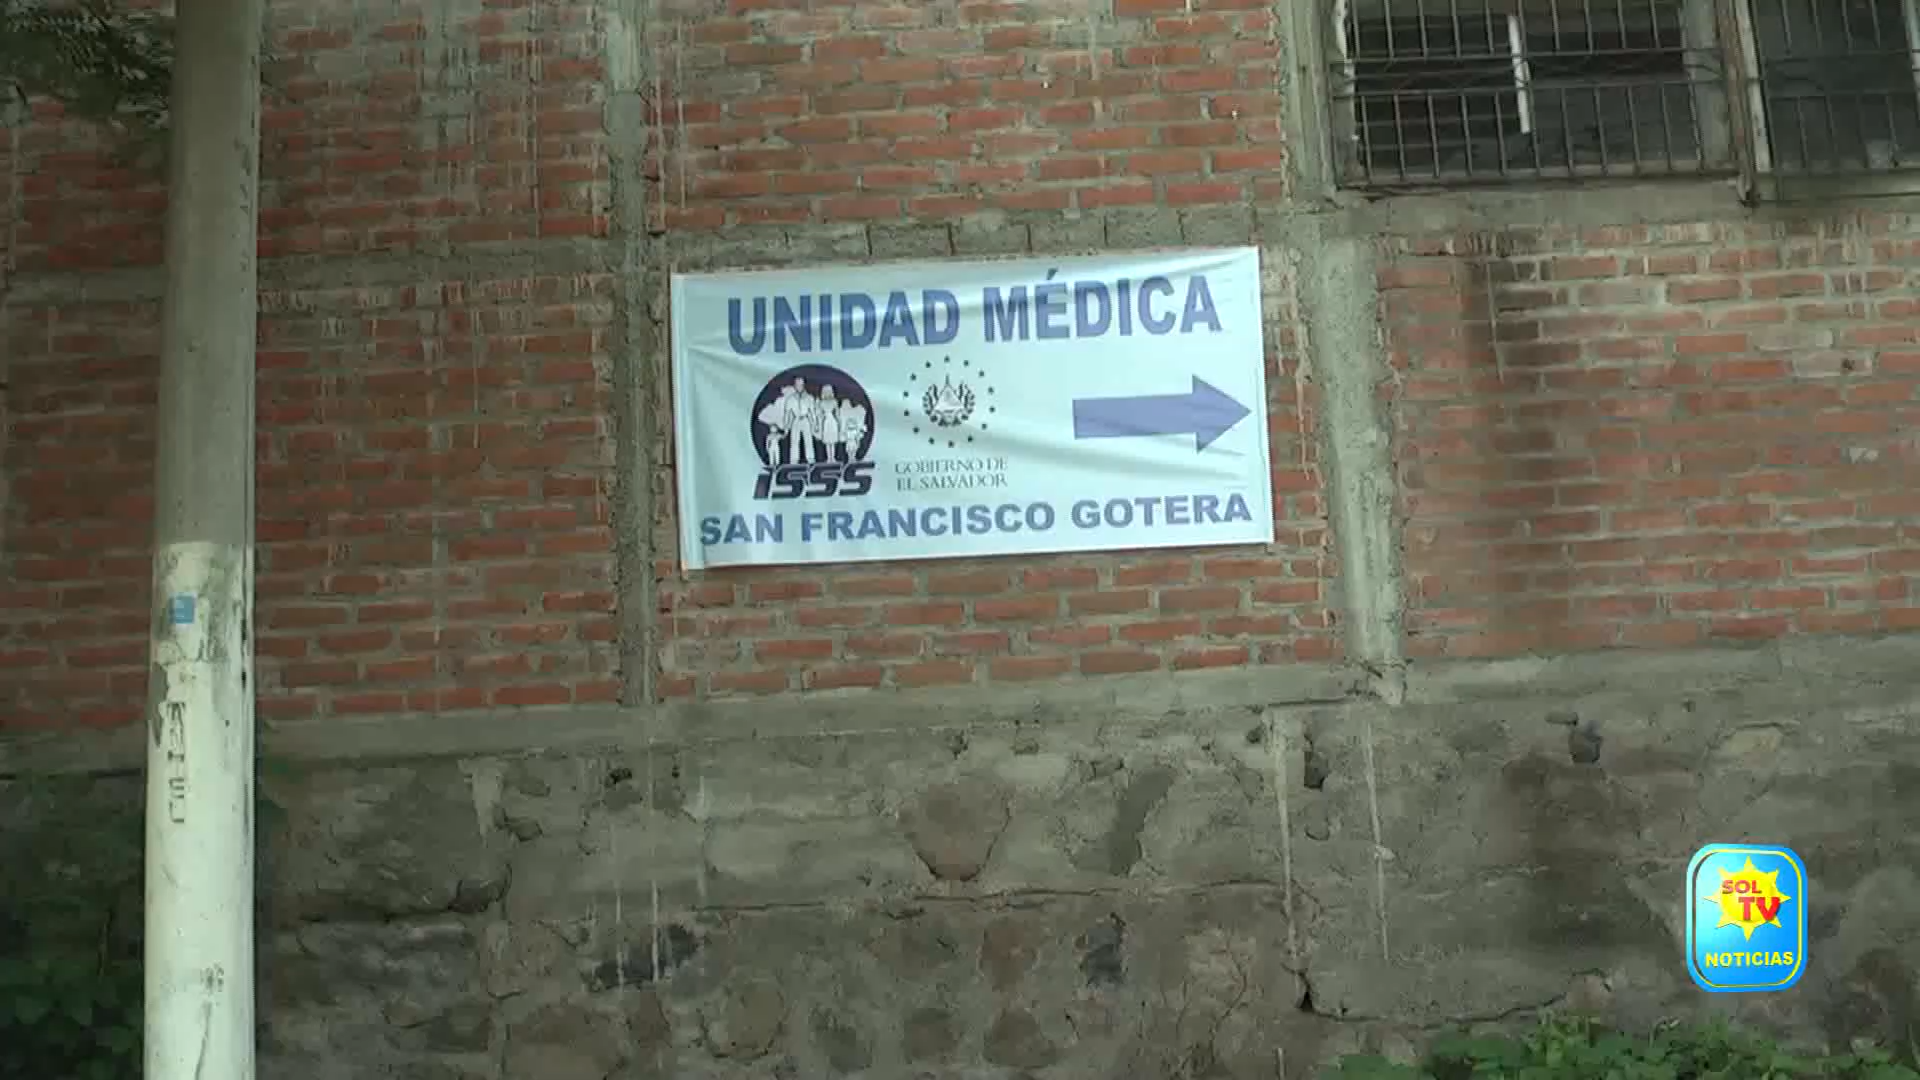 UNIDAD MÉDICA
ISSS
GOBIERNO DE
EL SALVADOR
SAN FRANCISCO GOTERA
SOL
TV
NOTICIAS